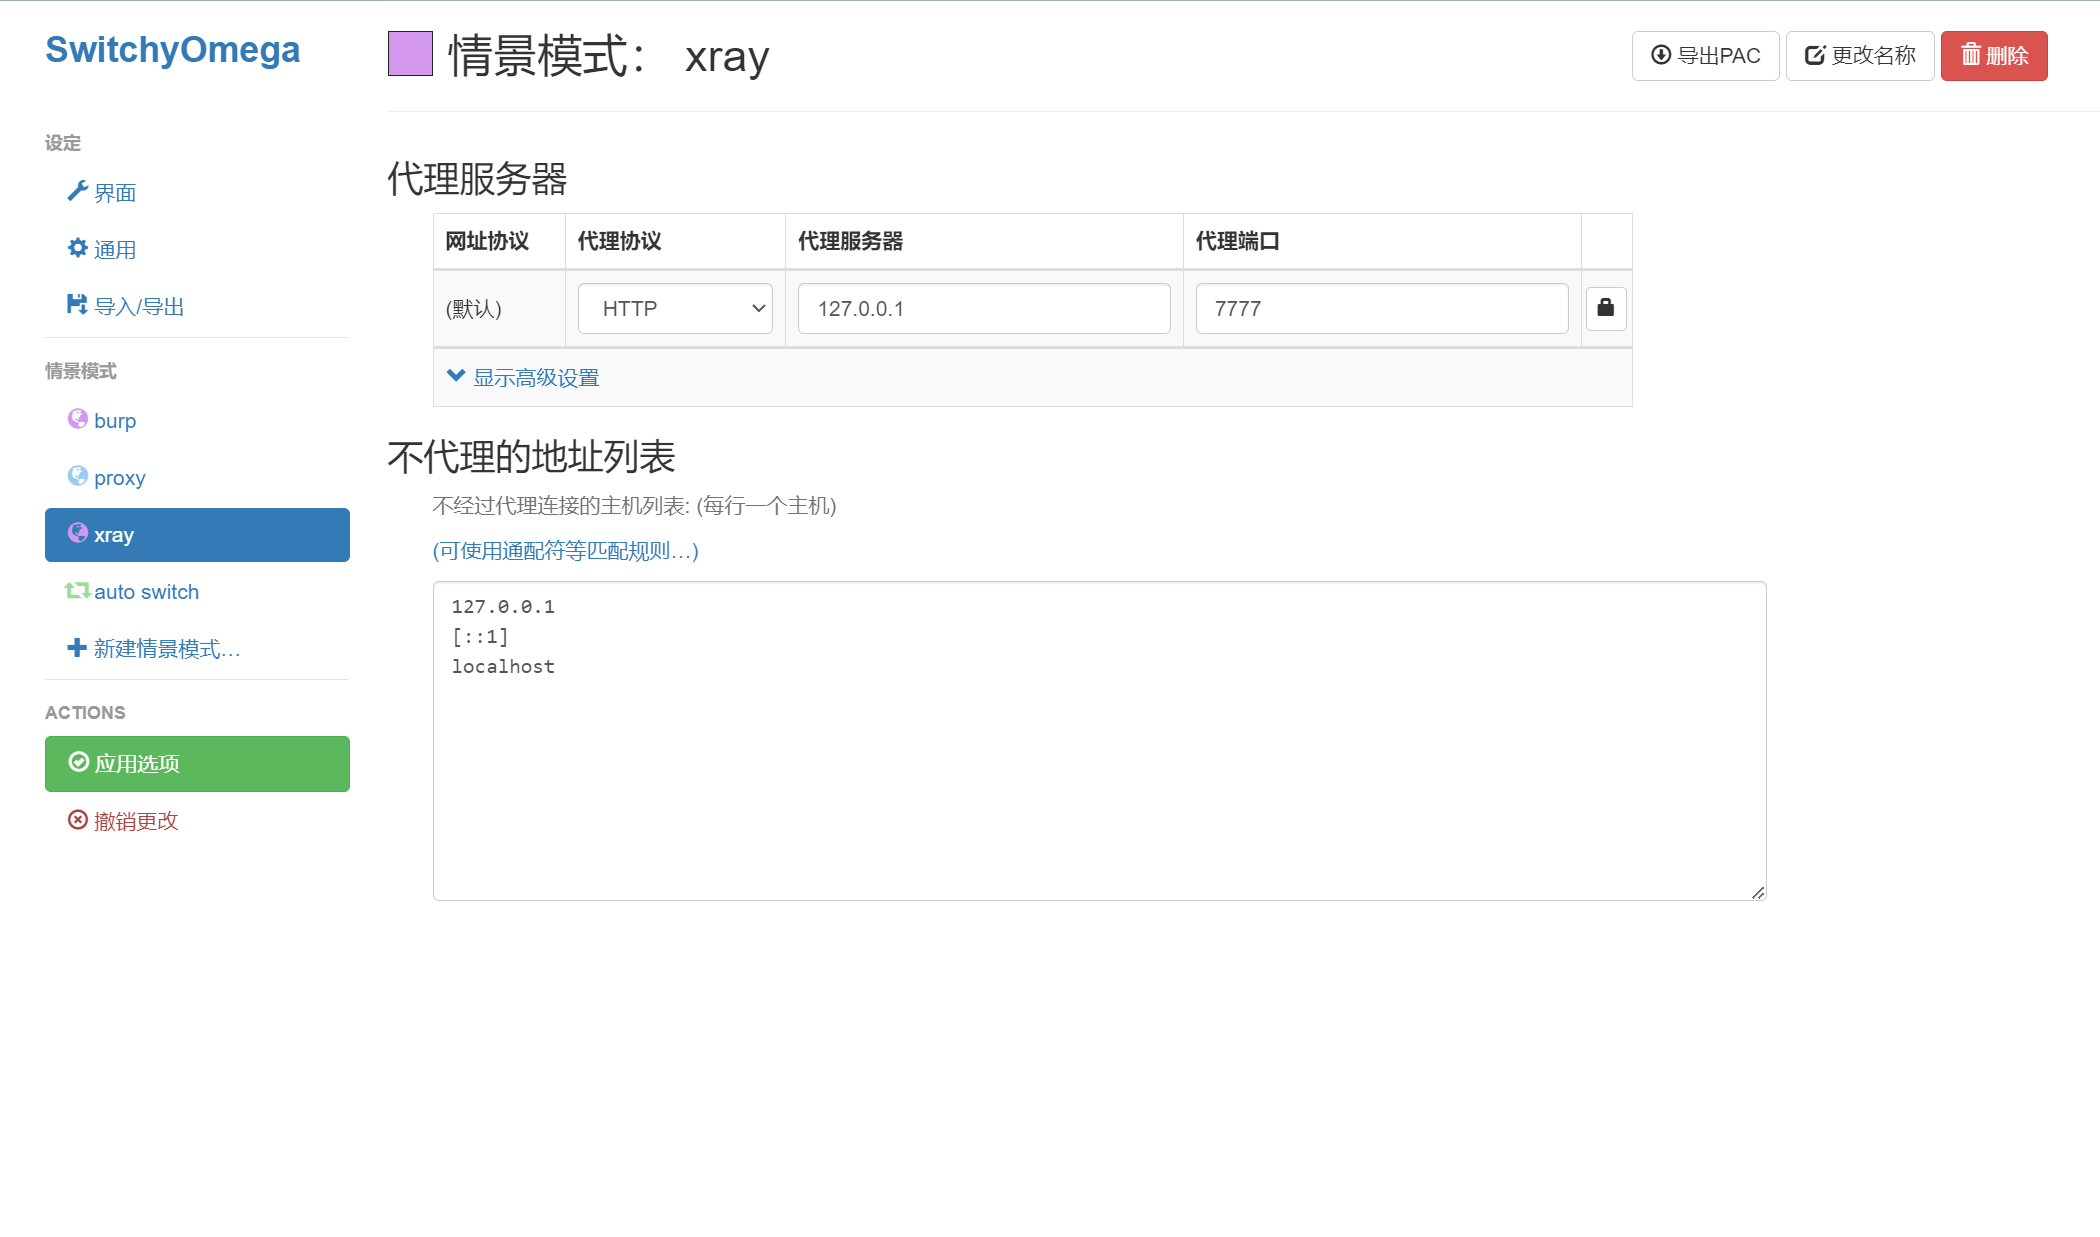 SwitchyOmega
设定
界面
通用
导入/导出
情景模式
burp
proxy
xray
auto switch
新建情景模式…
ACTIONS
应用选项
撤销更改
情景模式： xray
导出PAC
更改名称
删除
代理服务器
网址协议 代理协议 代理服务器 代理端口
(默认) HTTP 127.0.0.1 7777
显示高级设置
不代理的地址列表
不经过代理连接的主机列表: (每行一个主机)
(可使用通配符等匹配规则…)
127.0.0.1
[::1]
localhost